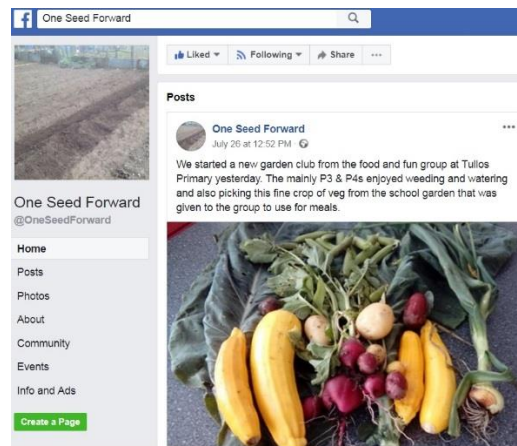 One Seed Forward
Liked
Following
Share
Posts
One Seed Forward
July 26 at 12:52 PM
We started a new garden club from the food and fun group at Tullos
Primary yesterday. The mainly P3 & P4s enjoyed weeding and watering
and also picking this fine crop of veg from the school garden that was
given to the group to use for meals.
One Seed Forward
@OneSeedForward
Home
Posts
Photos
About
Community
Events
Info and Ads
Create a Page